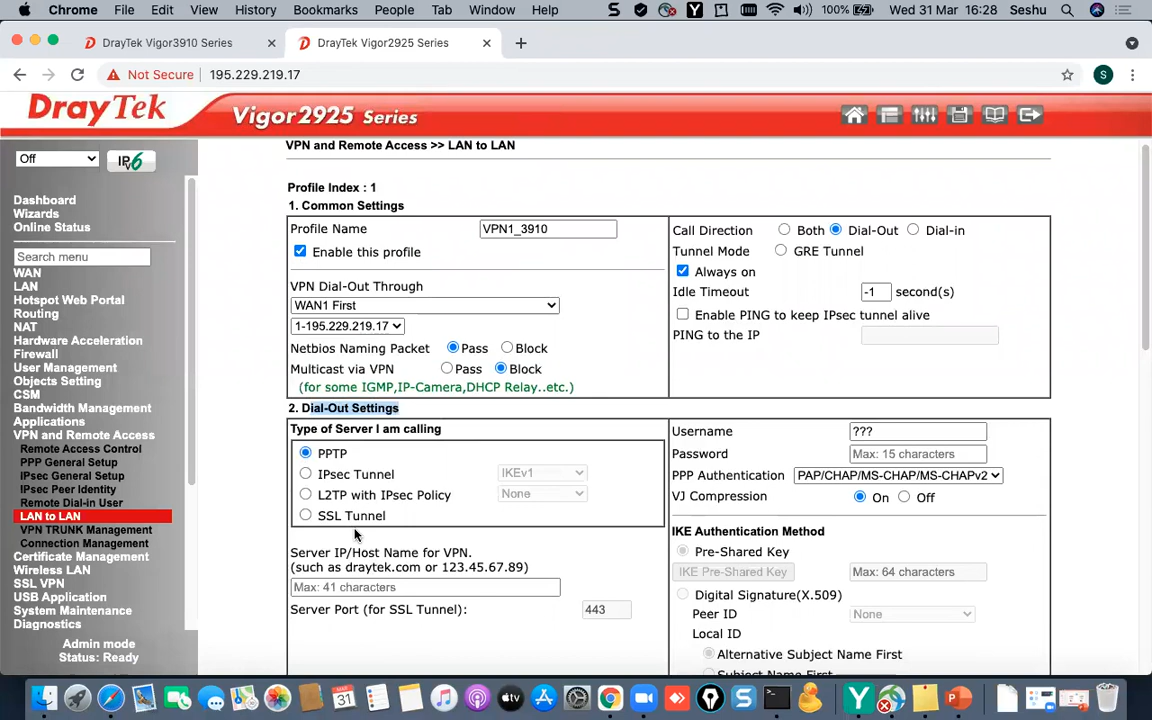 Chrome File Edit View History Bookmarks People Tab Window Help 100% Wed 31 Mar 16:28 Seshu
DrayTek Vigor3910 Series DrayTek Vigor2925 Series
Not Secure 195.229.219.17 S
DrayTek Vigor2925 Series
Off IPv6
Dashboard
Wizards
Online Status
Search menu
WAN
LAN
Hotspot Web Portal
Routing
NAT
Hardware Acceleration
Firewall
User Management
Objects Setting
CSM
Bandwidth Management
Applications
VPN and Remote Access
Remote Access Control
PPP General Setup
IPsec General Setup
IPsec Peer Identity
Remote Dial-in User
LAN to LAN
VPN TRUNK Management
Connection Management
Certificate Management
Wireless LAN
SSL VPN
USB Application
System Maintenance
Diagnostics
Admin mode
Status: Ready
VPN and Remote Access >> LAN to LAN
Profile Index : 1
1. Common Settings
Profile Name VPN1_3910
Enable this profile
VPN Dial-Out Through
WAN1 First
1-195.229.219.17
Netbios Naming Packet Pass Block
Multicast via VPN Pass Block
(for some IGMP,IP-Camera,DHCP Relay..etc.)
Call Direction Both Dial-Out Dial-in
Tunnel Mode GRE Tunnel
Always on
Idle Timeout -1 second(s)
Enable PING to keep IPsec tunnel alive
PING to the IP
2. Dial-Out Settings
Type of Server I am calling
PPTP
IPsec Tunnel IKEv1
L2TP with IPsec Policy None
SSL Tunnel
Server IP/Host Name for VPN.
(such as draytek.com or 123.45.67.89)
Max: 41 characters
Server Port (for SSL Tunnel): 443
Username ???
Password Max: 15 characters
PPP Authentication PAP/CHAP/MS-CHAP/MS-CHAPv2
VJ Compression On Off
IKE Authentication Method
Pre-Shared Key
IKE Pre-Shared Key Max: 64 characters
Digital Signature(X.509)
Peer ID None
Local ID
Alternative Subject Name First
Subject Name First